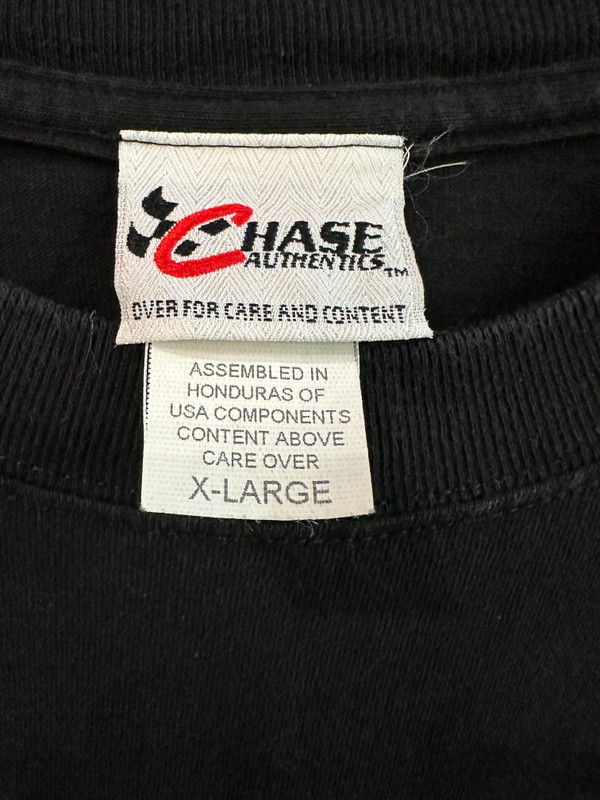 CHASE
AUTHENTICS™
OVER FOR CARE AND CONTENT
ASSEMBLED IN
HONDURAS OF
USA COMPONENTS
CONTENT ABOVE
CARE OVER
X-LARGE